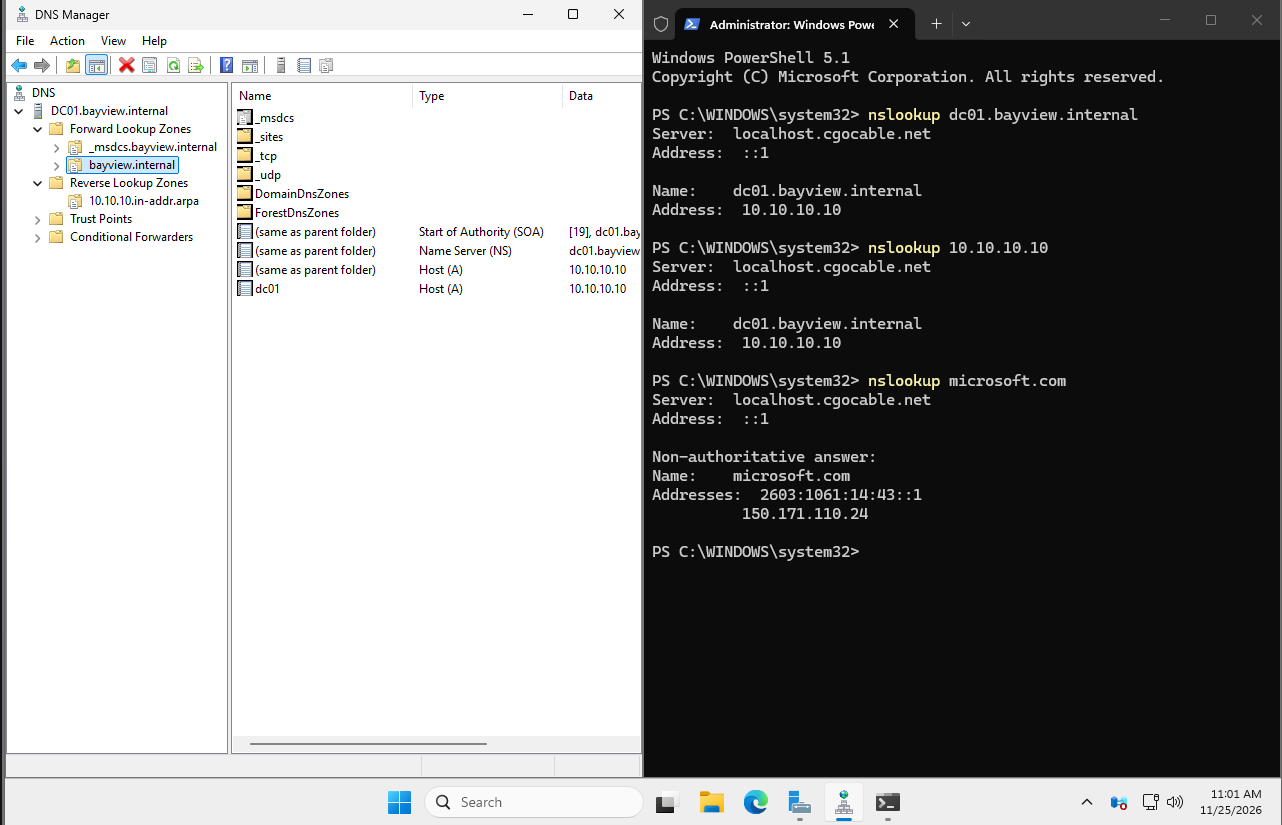 DNS Manager
File Action View Help
DNS
DC01.bayview.internal
Forward Lookup Zones
_msdcs.bayview.internal
bayview.internal
Reverse Lookup Zones
10.10.10.in-addr.arpa
Trust Points
Conditional Forwarders
Name Type Data
_msdcs
_sites
_tcp
_udp
DomainDnsZones
ForestDnsZones
(same as parent folder) Start of Authority (SOA) [19], dc01.bay
(same as parent folder) Name Server (NS) dc01.bayview
(same as parent folder) Host (A) 10.10.10.10
dc01 Host (A) 10.10.10.10
Administrator: Windows Powe
Windows PowerShell 5.1
Copyright (C) Microsoft Corporation. All rights reserved.
PS C:\WINDOWS\system32> nslookup dc01.bayview.internal
Server: localhost.cgocable.net
Address: ::1
Name: dc01.bayview.internal
Address: 10.10.10.10
PS C:\WINDOWS\system32> nslookup 10.10.10.10
Server: localhost.cgocable.net
Address: ::1
Name: dc01.bayview.internal
Address: 10.10.10.10
PS C:\WINDOWS\system32> nslookup microsoft.com
Server: localhost.cgocable.net
Address: ::1
Non-authoritative answer:
Name: microsoft.com
Addresses: 2603:1061:14:43::1
150.171.110.24
PS C:\WINDOWS\system32>
Search
11:01 AM
11/25/2026